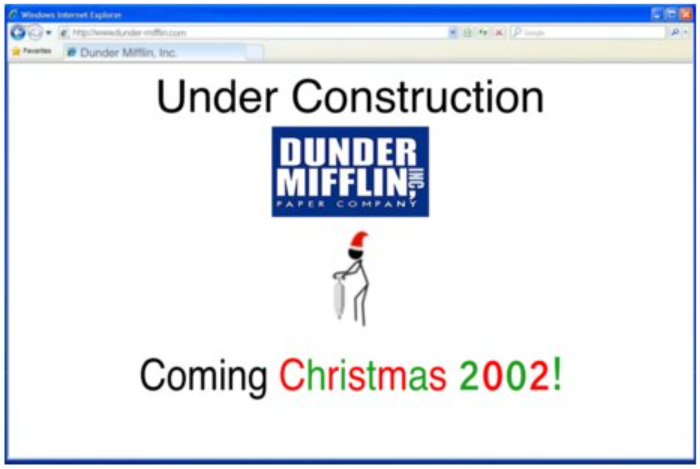 Windows Internet Explorer
http://www.dunder-mifflin.com
Google
Favorites
Dunder Mifflin, Inc.
Under Construction
DUNDER
MIFFLIN, INC
PAPER COMPANY
Coming Christmas 2002!